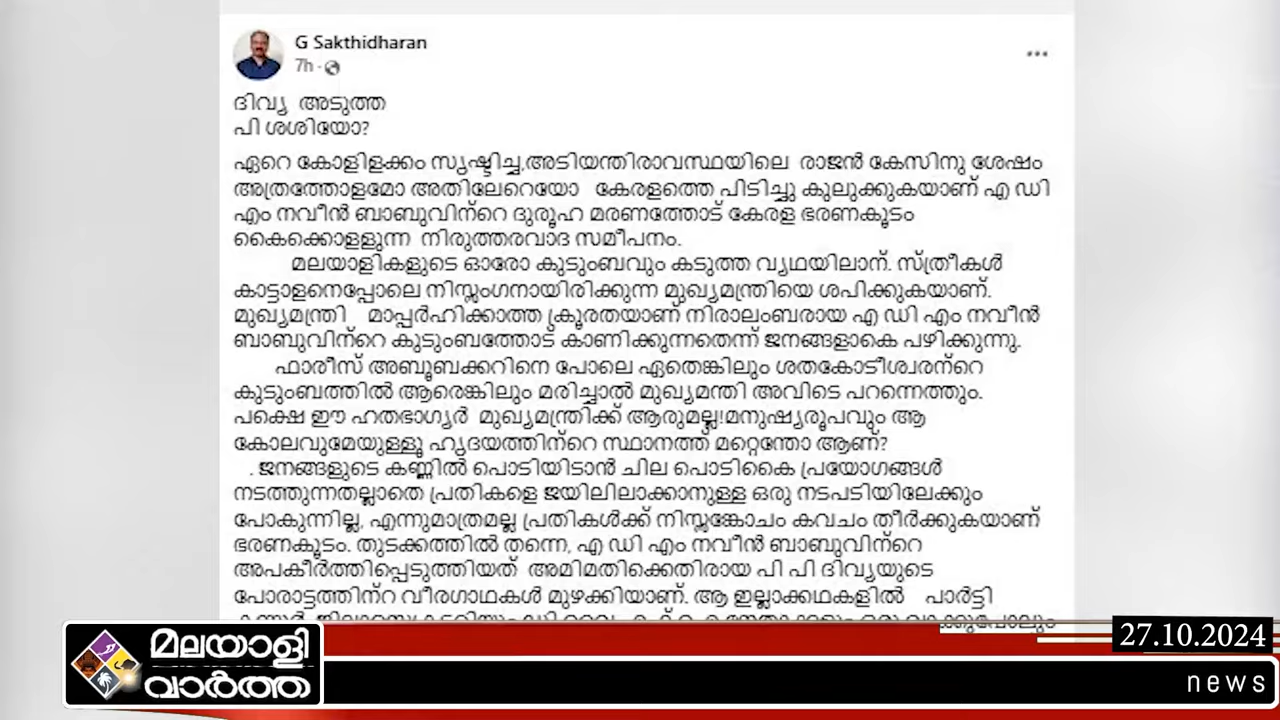 G Sakthidharan
7h
ദിവ്യ അടുത്ത
പി ശശിയോ?
ഏറെ കോളിളക്കം സൃഷ്ടിച്ച,അടിയന്തിരാവസ്ഥയിലെ രാജൻ കേസിനു ശേഷം
അത്രത്തോളമോ അതിലേറെയോ കേരളത്തെ പിടിച്ചു കുലുക്കുകയാണ് എ ഡി
എം നവീൻ ബാബുവിന്റെ ദുരൂഹ മരണത്തോട് കേരള ഭരണകൂടം
കൈക്കൊളളുന്ന നിരുത്തരവാദ സമീപനം.
മലയാളികളുടെ ഓരോ കുടുംബവും കടുത്ത വ്യഥയിലാന്. സ്ത്രീകൾ
കാട്ടാളനെപ്പോലെ നിസ്സംഗനായിരിക്കുന്ന മുഖ്യമന്ത്രിയെ ശപിക്കുകയാണ്.
മുഖ്യമന്ത്രി മാപ്പർഹിക്കാത്ത ക്രൂരതയാണ് നിരാലംബരായ എ ഡി എം നവീൻ
ബാബുവിന്റെ കുടുംബത്തോട് കാണിക്കുന്നതെന്ന് ജനങ്ങളാകെ പഴിക്കുന്നു.
ഫാരീസ് അബൂബക്കറിനെ പോലെ ഏതെങ്കിലും ശതകോടീശ്വരന്റെ
കുടുംബത്തിൽ ആരെങ്കിലും മരിച്ചാൽ മുഖ്യമന്തി അവിടെ പറന്നെത്തും.
പക്ഷെ ഈ ഹതഭാഗ്യർ മുഖ്യമന്ത്രിക്ക് ആരുമല്ല!മനുഷ്യരൂപവും ആ
കോലവുമേയുള്ളൂ ഹൃദയത്തിന്റെ സ്ഥാനത്ത് മറ്റെന്തോ ആണ്?
. ജനങ്ങളുടെ കണ്ണിൽ പൊടിയിടാൻ ചില പൊടികൈ പ്രയോഗങ്ങൾ
നടത്തുന്നതല്ലാതെ പ്രതികളെ ജയിലിലാക്കാനുള്ള ഒരു നടപടിയിലേക്കും
പോകുന്നില്ല, എന്നുമാത്രമല്ല പ്രതികൾക്ക് നിസ്സങ്കോചം കവചം തീർക്കുകയാണ്
ഭരണകൂടം. തുടക്കത്തിൽ തന്നെ, എ ഡി എം നവീൻ ബാബുവിന്റെ
അപകീർത്തിപ്പെടുത്തിയത് അമിമതിക്കെതിരായ പി പി ദിവ്യയുടെ
പോരാട്ടത്തിന്റ വീരഗാഥകൾ മുഴക്കിയാണ്. ആ ഇല്ലാക്കഥകളിൽ പാർട്ടി
27.10.2024
മലയാളി
വാർത്ത
news